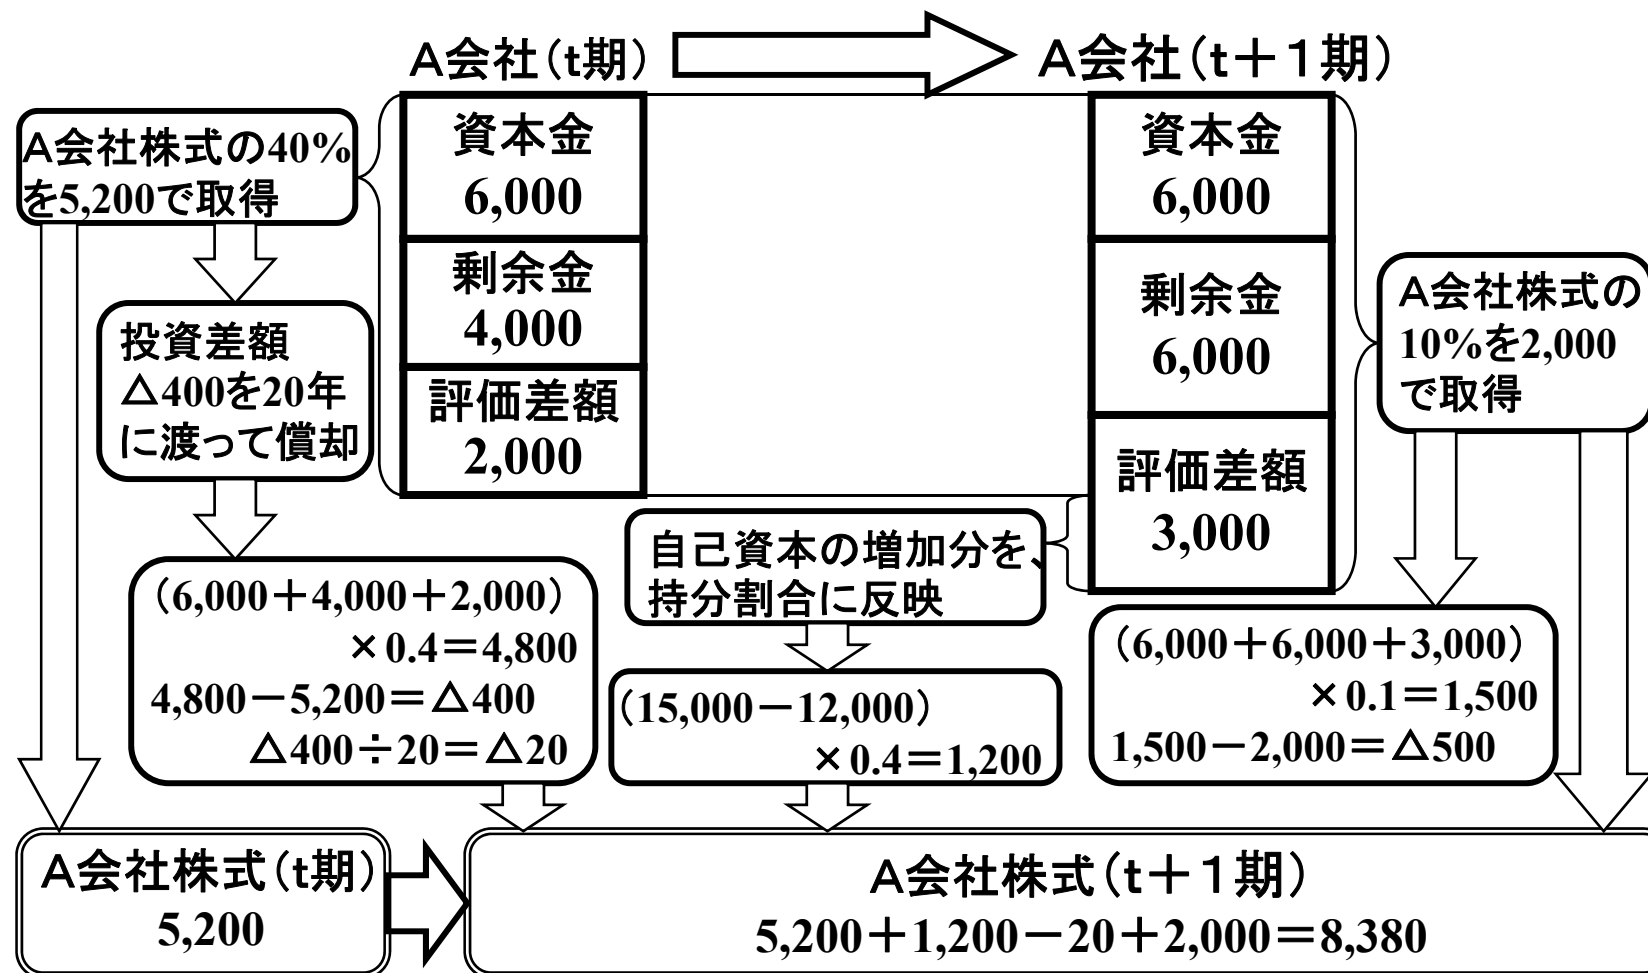 A会社(t期)
A会社(t＋1期)
A会社株式の40%
を5,200で取得
資本金
6,000
剰余金
4,000
評価差額
2,000
資本金
6,000
剰余金
6,000
評価差額
3,000
A会社株式の
10%を2,000
で取得
投資差額
△400を20年
に渡って償却
自己資本の増加分を、
持分割合に反映
(6,000＋4,000＋2,000)
×0.4＝4,800
4,800－5,200＝△400
△400÷20＝△20
(15,000－12,000)
×0.4＝1,200
(6,000＋6,000＋3,000)
×0.1＝1,500
1,500－2,000＝△500
A会社株式(t期)
5,200
A会社株式(t＋1期)
5,200＋1,200－20＋2,000＝8,380